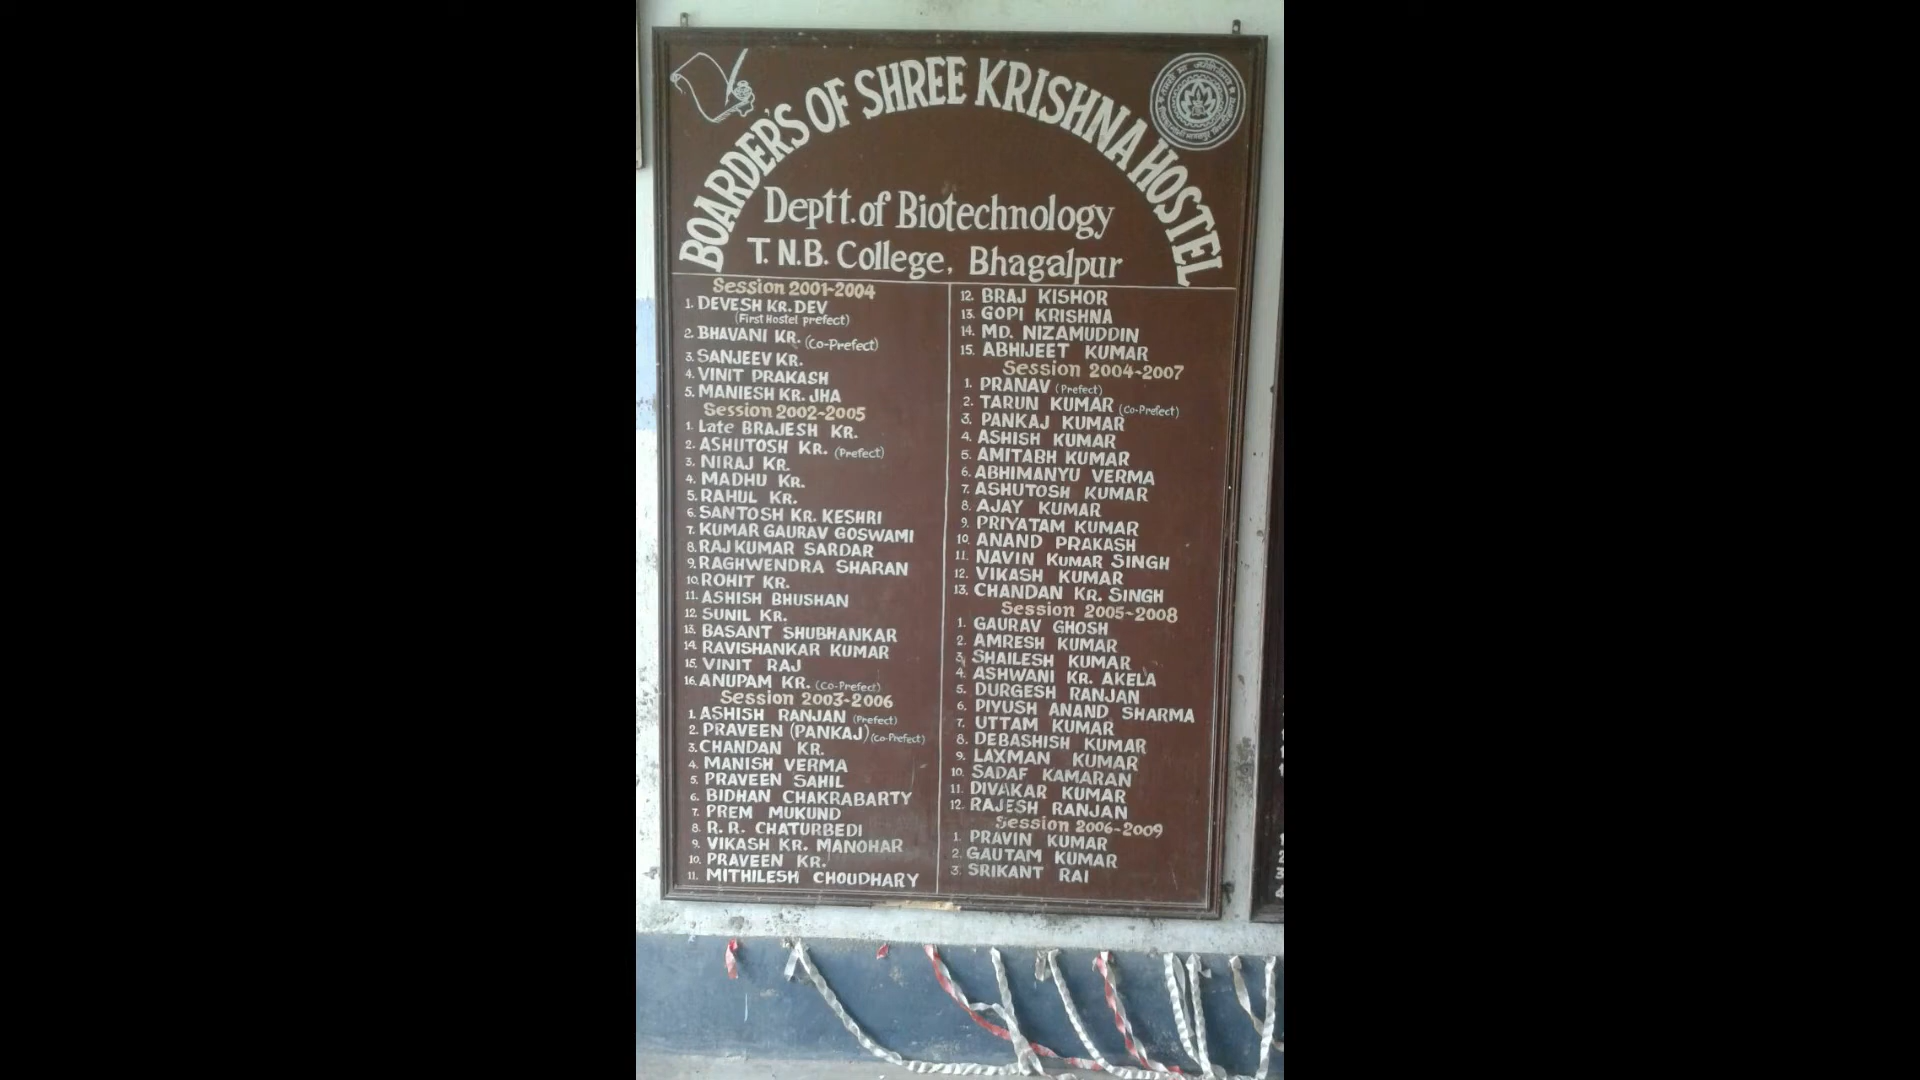 BOARDER'S OF SHREE KRISHNA HOSTEL
Deptt. of Biotechnology
T. N. B. College, Bhagalpur
Session 2001-2004
1. DEVESH KR. DEV
(First Hostel prefect)
2. BHAVANI KR. (Co-Prefect)
3. SANJEEV KR.
4. VINIT PRAKASH
5. MANIESH KR. JHA
Session 2002-2005
1. Late BRAJESH KR.
2. ASHUTOSH KR. (Prefect)
3. NIRAJ KR.
4. MADHU KR.
5. RAHUL KR.
6. SANTOSH KR. KESHRI
7. KUMAR GAURAV GOSWAMI
8. RAJ KUMAR SARDAR
9. RAGHWENDRA SHARAN
10. ROHIT KR.
11. ASHISH BHUSHAN
12. SUNIL KR.
13. BASANT SHUBHANKAR
14. RAVISHANKAR KUMAR
15. VINIT RAJ
16. ANUPAM KR. (Co-Prefect)
Session 2003-2006
1. ASHISH RANJAN (Prefect)
2. PRAVEEN (PANKAJ) (Co-Prefect)
3. CHANDAN KR.
4. MANISH VERMA
5. PRAVEEN SAHIL
6. BIDHAN CHAKRABARTY
7. PREM MUKUND
8. R. R. CHATURBEDI
9. VIKASH KR. MANOHAR
10. PRAVEEN KR.
11. MITHILESH CHOUDHARY
12. BRAJ KISHOR
13. GOPI KRISHNA
14. MD. NIZAMUDDIN
15. ABHIJEET KUMAR
Session 2004-2007
1. PRANAV (Prefect)
2. TARUN KUMAR (Co-Prefect)
3. PANKAJ KUMAR
4. ASHISH KUMAR
5. AMITABH KUMAR
6. ABHIMANYU VERMA
7. ASHUTOSH KUMAR
8. AJAY KUMAR
9. PRIYATAM KUMAR
10. ANAND PRAKASH
11. NAVIN KUMAR SINGH
12. VIKASH KUMAR
13. CHANDAN KR. SINGH
Session 2005-2008
1. GAURAV GHOSH
2. AMRESH KUMAR
3. SHAILESH KUMAR
4. ASHWANI KR. AKELA
5. DURGESH RANJAN
6. PIYUSH ANAND SHARMA
7. UTTAM KUMAR
8. DEBASHISH KUMAR
9. LAXMAN KUMAR
10. SADAF KAMARAN
11. DIVAKAR KUMAR
12. RAJESH RANJAN
Session 2006-2009
1. PRAVIN KUMAR
2. GAUTAM KUMAR
3. SRIKANT RAI